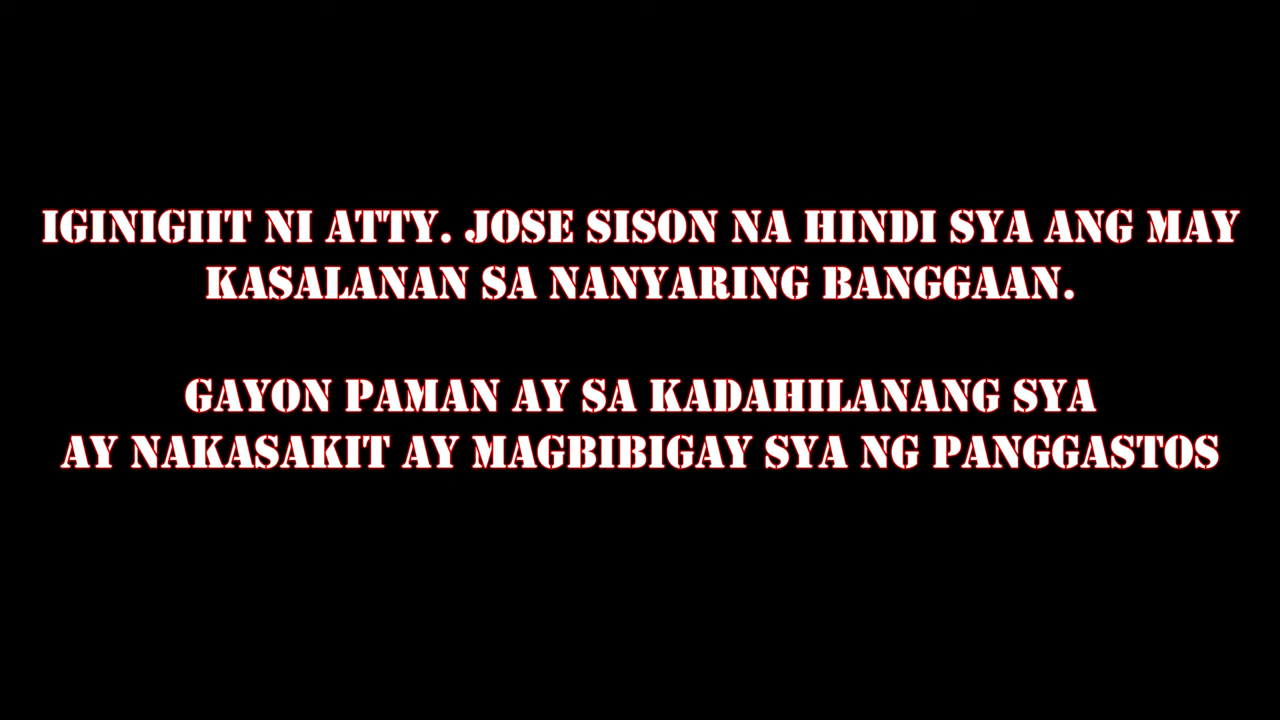 IGINIGIIT NI ATTY. JOSE SISON NA HINDI SYA ANG MAY
KASALANAN SA NANYARING BANGGAAN.
GAYON PAMAN AY SA KADAHILANANG SYA
AY NAKASAKIT AY MAGBIBIGAY SYA NG PANGGASTOS